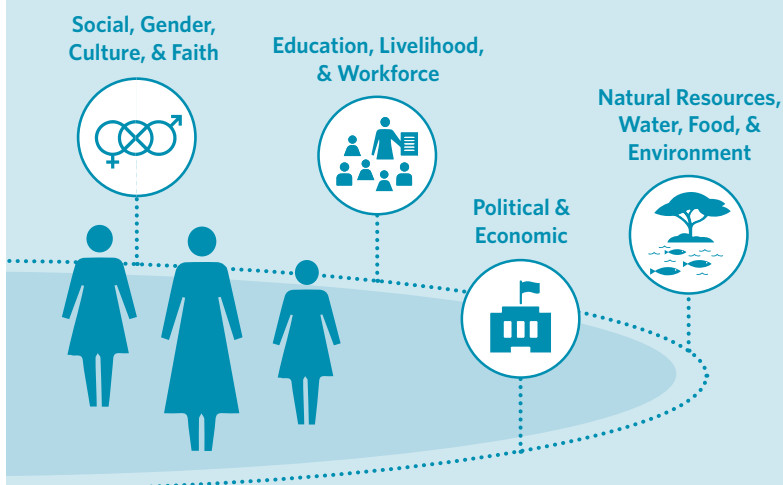 Social, Gender,
Culture, & Faith
Education, Livelihood,
& Workforce
Natural Resources,
Water, Food, &
Environment
Political &
Economic